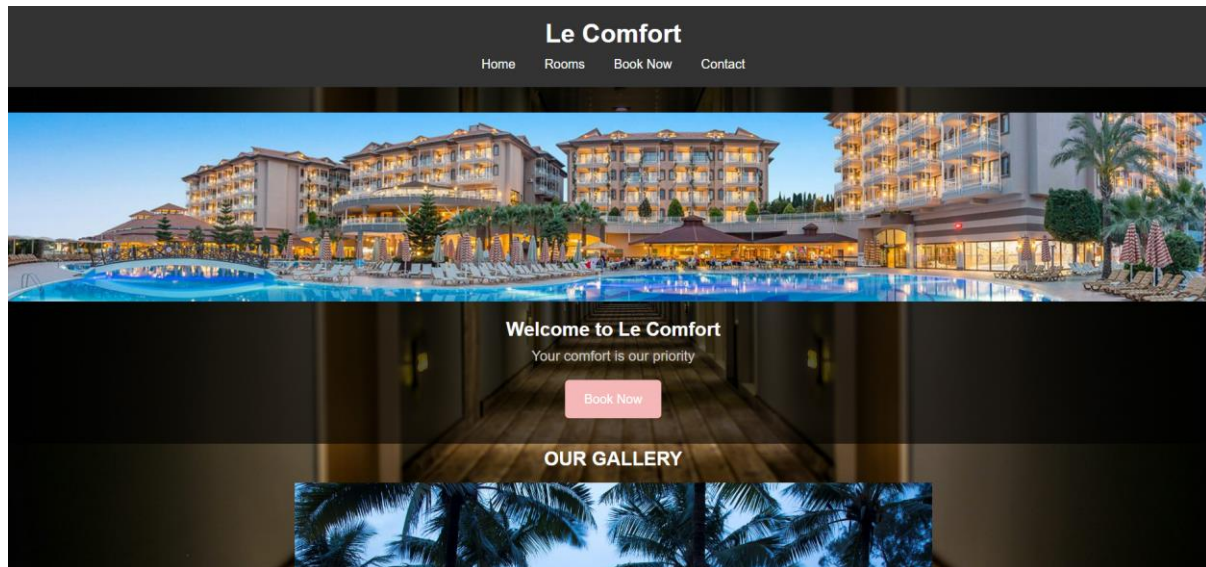 Le Comfort
Home Rooms Book Now Contact
Welcome to Le Comfort
Your comfort is our priority
Book Now
OUR GALLERY